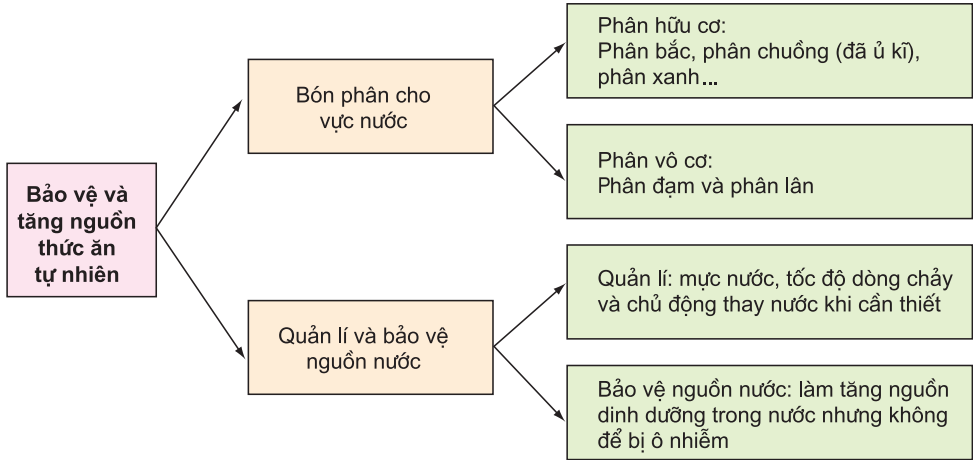 Bảo vệ và
tăng nguồn
thức ăn
tự nhiên
Bón phân cho
vực nước
Phân hữu cơ:
Phân bắc, phân chuồng (đã ủ kĩ),
phân xanh...
Phân vô cơ:
Phân đạm và phân lân
Quản lí và bảo vệ
nguồn nước
Quản lí: mực nước, tốc độ dòng chảy
và chủ động thay nước khi cần thiết
Bảo vệ nguồn nước: làm tăng nguồn
dinh dưỡng trong nước nhưng không
để bị ô nhiễm